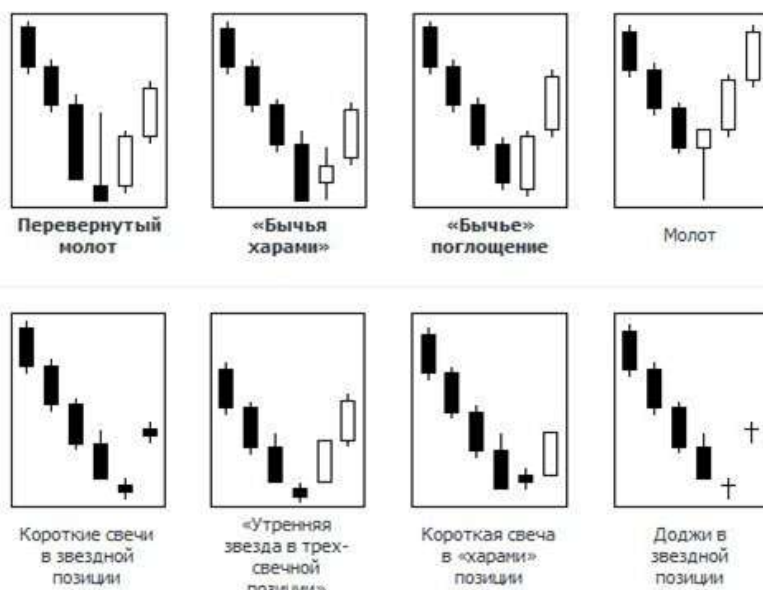 Перевернутый
молот
«Бычья
харами»
«Бычье»
поглощение
Молот
Короткие свечи
в звездной
позиции
«Утренняя
звезда в трех-
свечной
позиции»
Короткая свеча
в «харами»
позиции
Доджи в
звездной
позиции